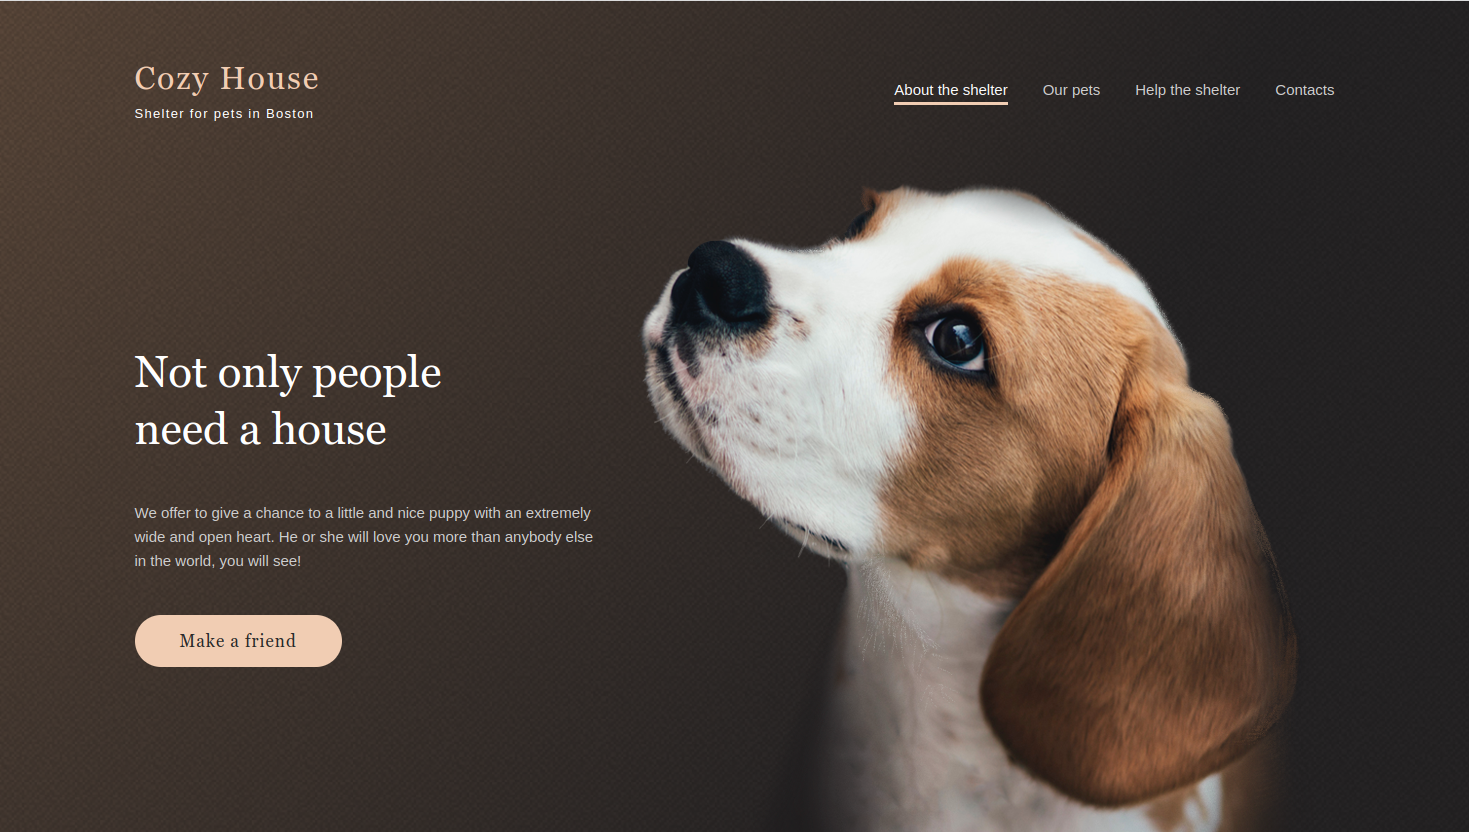 Cozy House
Shelter for pets in Boston
About the shelter
Our pets
Help the shelter
Contacts
Not only people
need a house
We offer to give a chance to a little and nice puppy with an extremely
wide and open heart. He or she will love you more than anybody else
in the world, you will see!
Make a friend